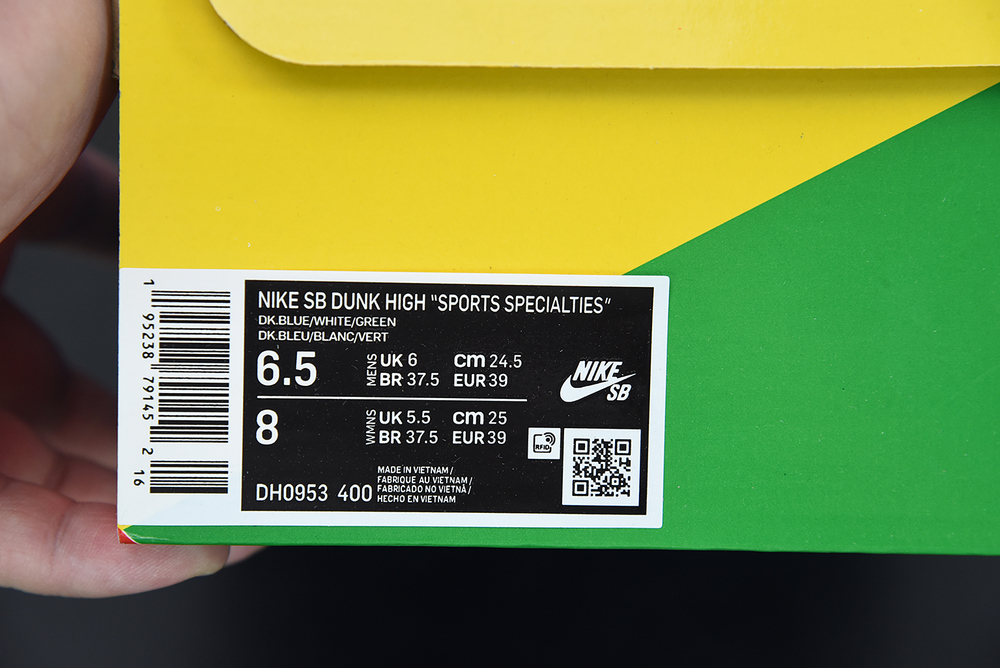 NIKE SB DUNK HIGH "SPORTS SPECIALTIES"
DK.BLUE/WHITE/GREEN
DK.BLEU/BLANC/VERT
6.5
MENS
UK 6 cm 24.5
BR 37.5 EUR 39
8
WMNS
UK 5.5 cm 25
BR 37.5 EUR 39
DH0953 400
MADE IN VIETNAM /
FABRIQUE AU VIETNAM /
FABRICADO NO VIETNÃ /
HECHO EN VIETNAM
NIKE
SB
RFID
1 95238 79145 2 16